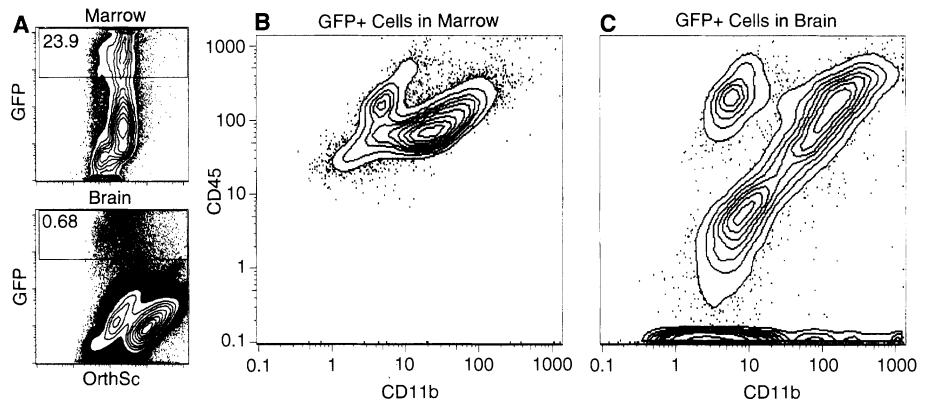 A
Marrow
23.9
GFP
Brain
0.68
GFP
OrthSc
B
GFP+ Cells in Marrow
1000
100
10
1
0.1
CD45
0.1
1
10
100
1000
CD11b
C
GFP+ Cells in Brain
0.1
1
10
100
1000
CD11b